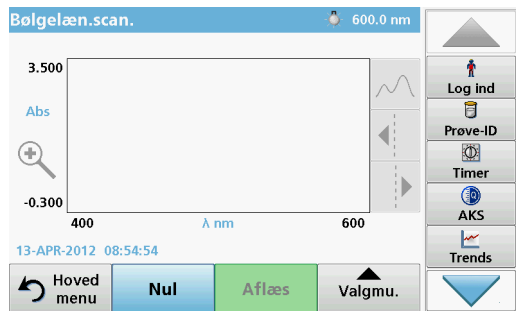 Bølgelæn.scan.
600.0 nm
3.500
Abs
-0.300
400
λ nm
600
13-APR-2012 08:54:54
Hoved
menu
Nul
Aflæs
Valgmu.
Log ind
Prøve-ID
Timer
AKS
Trends